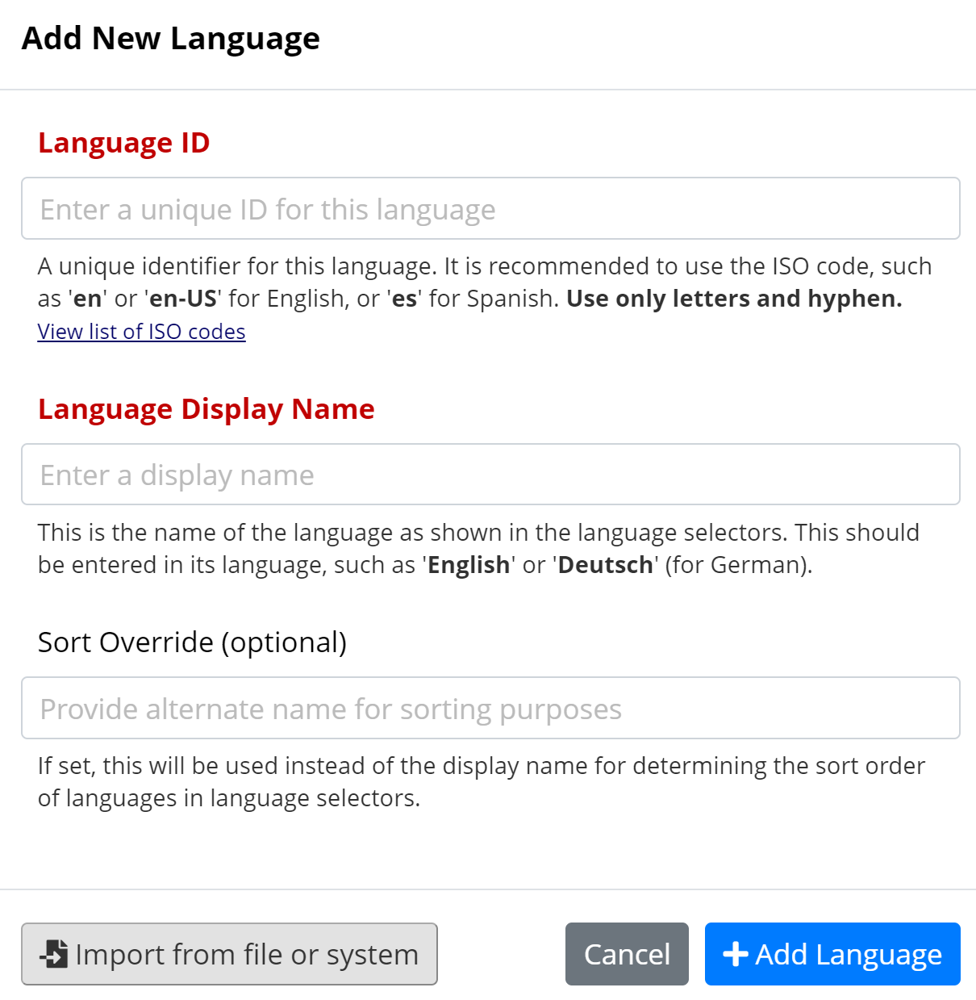 Add New Language
Language ID
Enter a unique ID for this language
A unique identifier for this language. It is recommended to use the ISO code, such
as 'en' or 'en-US' for English, or 'es' for Spanish. Use only letters and hyphen.
View list of ISO codes
Language Display Name
Enter a display name
This is the name of the language as shown in the language selectors. This should
be entered in its language, such as 'English' or 'Deutsch' (for German).
Sort Override (optional)
Provide alternate name for sorting purposes
If set, this will be used instead of the display name for determining the sort order
of languages in language selectors.
Import from file or system
Cancel
Add Language